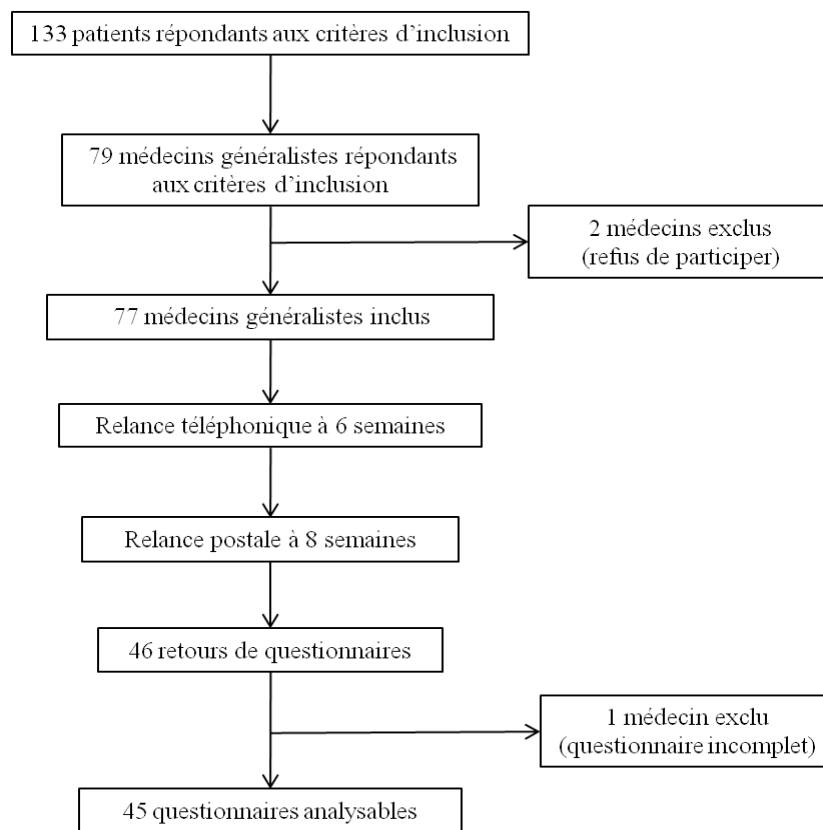 133 patients répondants aux critères d’inclusion
79 médecins généralistes répondants
aux critères d’inclusion
2 médecins exclus
(refus de participer)
77 médecins généralistes inclus
Relance téléphonique à 6 semaines
Relance postale à 8 semaines
46 retours de questionnaires
1 médecin exclu
(questionnaire incomplet)
45 questionnaires analysables